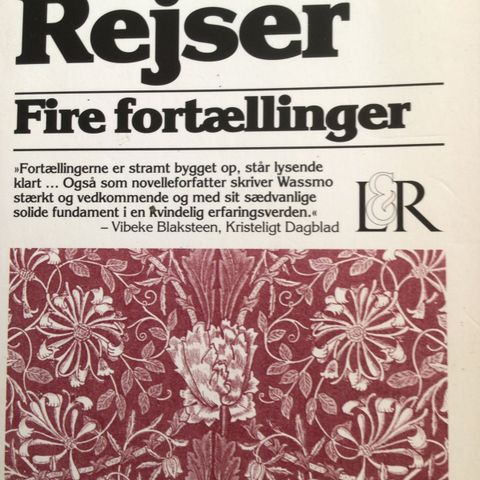 Rejser
Fire fortællinger
»Fortællingerne er stramt bygget op, står lysende
klart ... Også som novelleforfatter skriver Wassmo
stærkt og vedkommende og med sit sædvanlige
solide fundament i en kvindelig erfaringsverden.«
– Vibeke Blaksteen, Kristeligt Dagblad
L&R